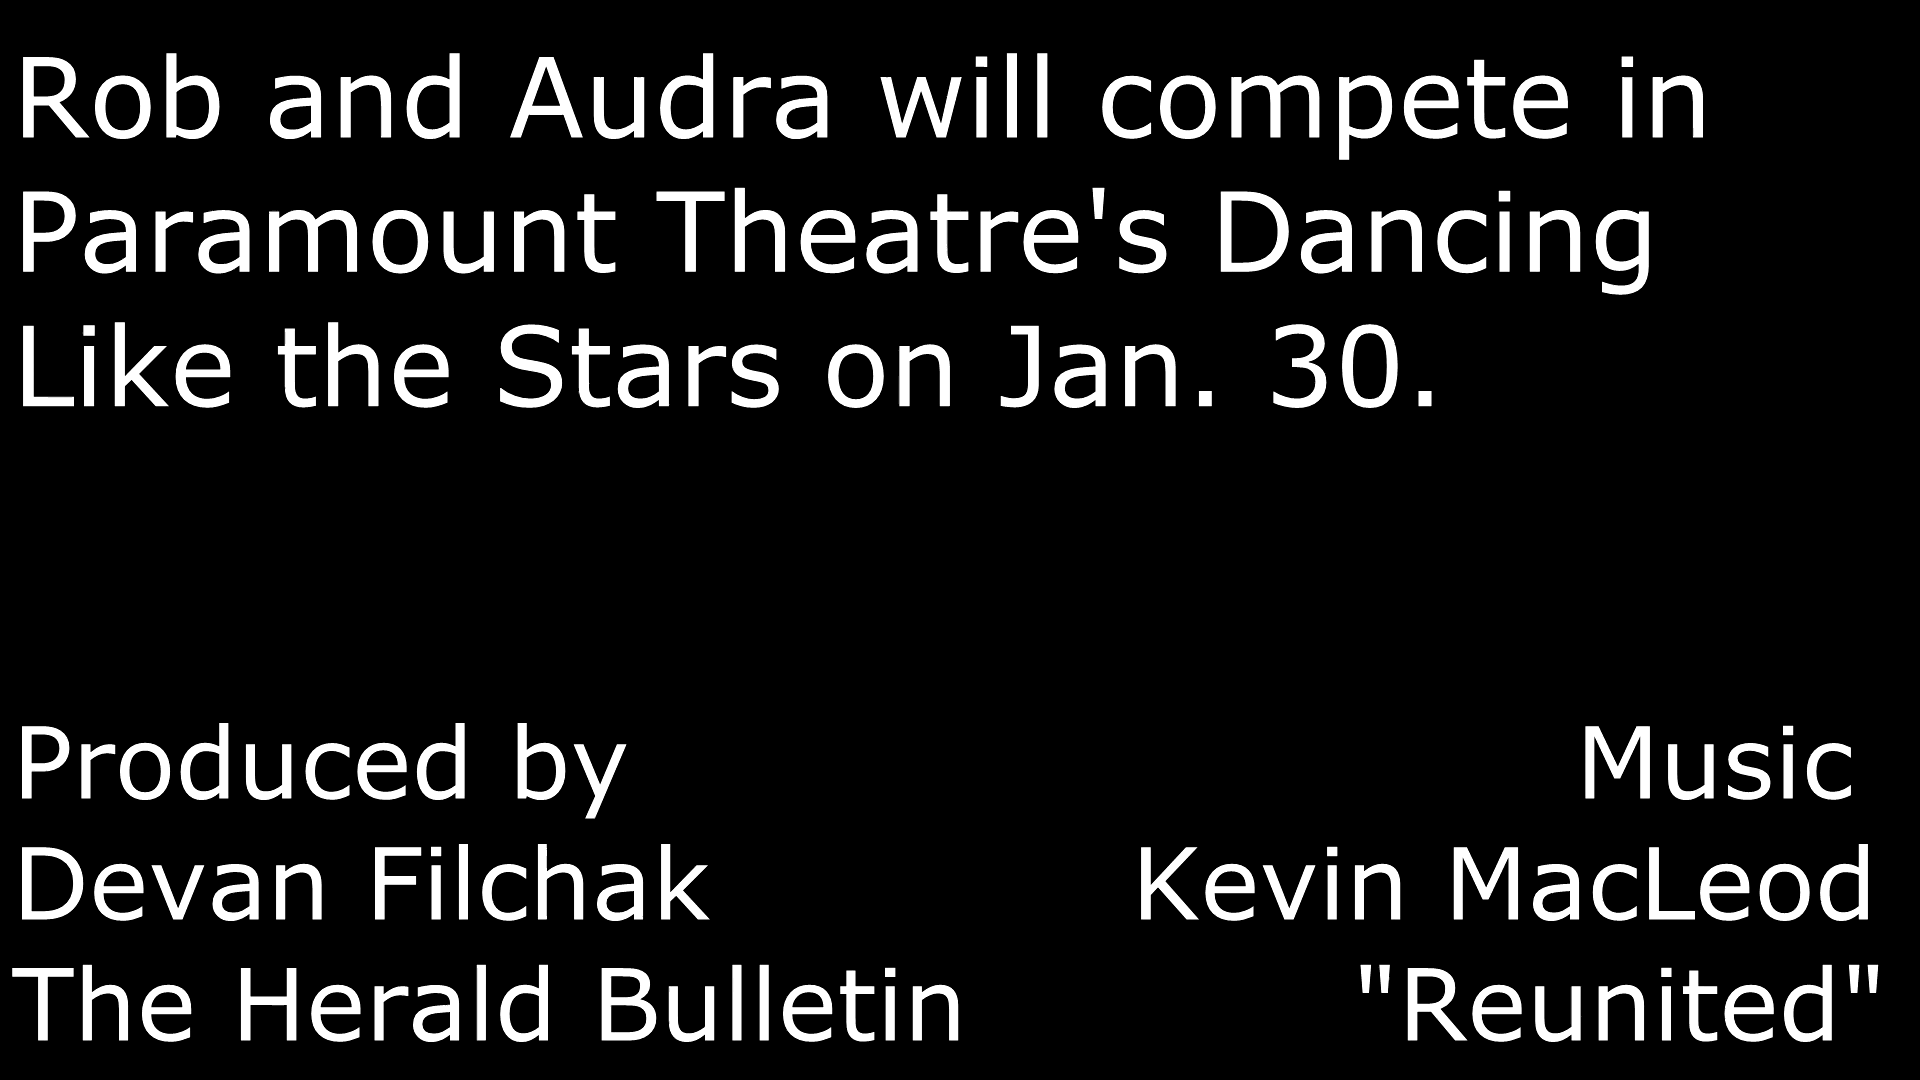 Rob and Audra will compete in
Paramount Theatre's Dancing
Like the Stars on Jan. 30.
Produced by
Devan Filchak
The Herald Bulletin
Music
Kevin MacLeod
"Reunited"